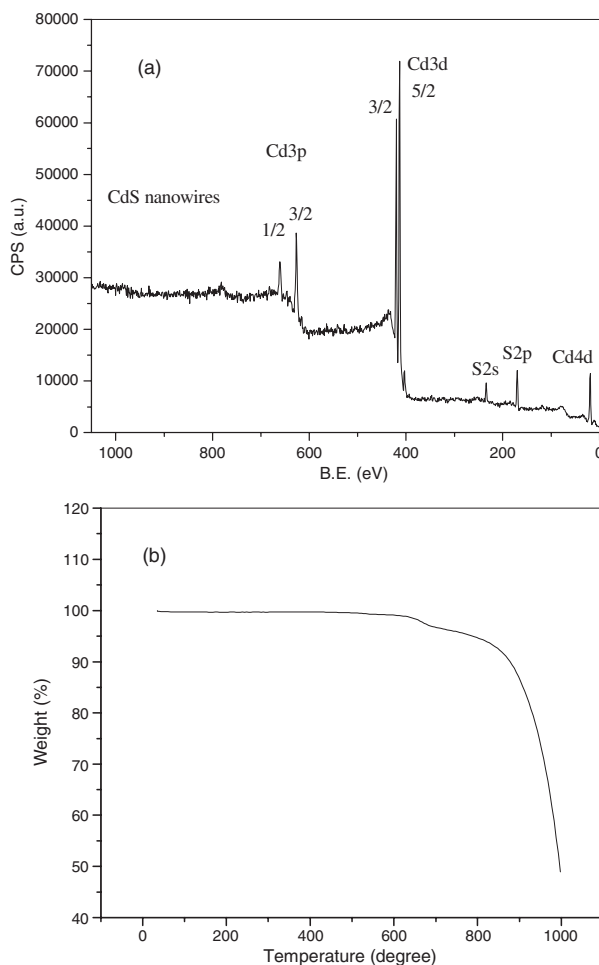 80000
(a)
Cd3d
70000
3/2
5/2
60000
Cd3p
50000
CdS nanowires
3/2
1/2
40000
CPS (a.u.)
30000
20000
S2p
Cd4d
S2s
10000
0
1000 800 600 400 200 0
B.E. (eV)
120
(b)
110
100
90
80
Weight (%)
70
60
50
40
0 200 400 600 800 1000
Temperature (degree)